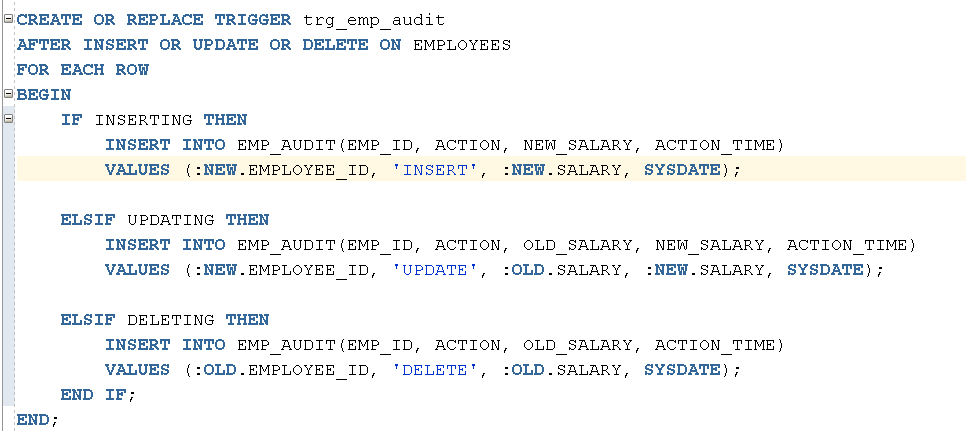 CREATE OR REPLACE TRIGGER trg_emp_audit
AFTER INSERT OR UPDATE OR DELETE ON EMPLOYEES
FOR EACH ROW
BEGIN
    IF INSERTING THEN
        INSERT INTO EMP_AUDIT(EMP_ID, ACTION, NEW_SALARY, ACTION_TIME)
        VALUES (:NEW.EMPLOYEE_ID, 'INSERT', :NEW.SALARY, SYSDATE);

    ELSIF UPDATING THEN
        INSERT INTO EMP_AUDIT(EMP_ID, ACTION, OLD_SALARY, NEW_SALARY, ACTION_TIME)
        VALUES (:NEW.EMPLOYEE_ID, 'UPDATE', :OLD.SALARY, :NEW.SALARY, SYSDATE);

    ELSIF DELETING THEN
        INSERT INTO EMP_AUDIT(EMP_ID, ACTION, OLD_SALARY, ACTION_TIME)
        VALUES (:OLD.EMPLOYEE_ID, 'DELETE', :OLD.SALARY, SYSDATE);
    END IF;
END;